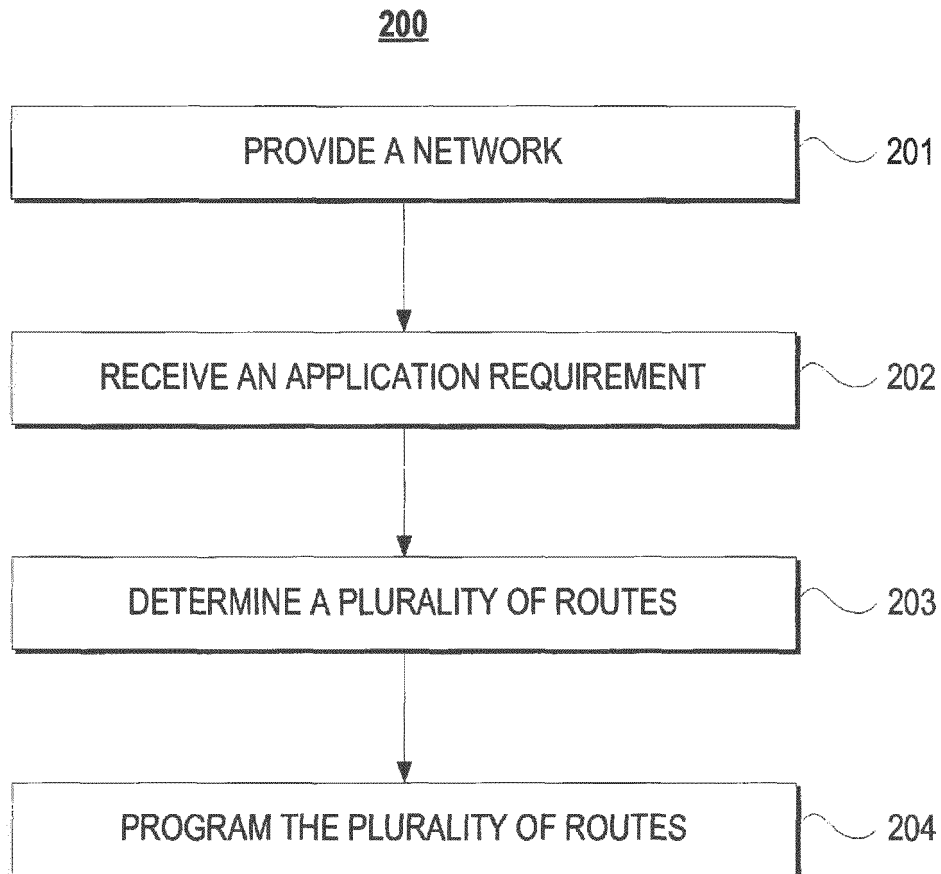 200
PROVIDE A NETWORK
201
RECEIVE AN APPLICATION REQUIREMENT
202
DETERMINE A PLURALITY OF ROUTES
203
PROGRAM THE PLURALITY OF ROUTES
204